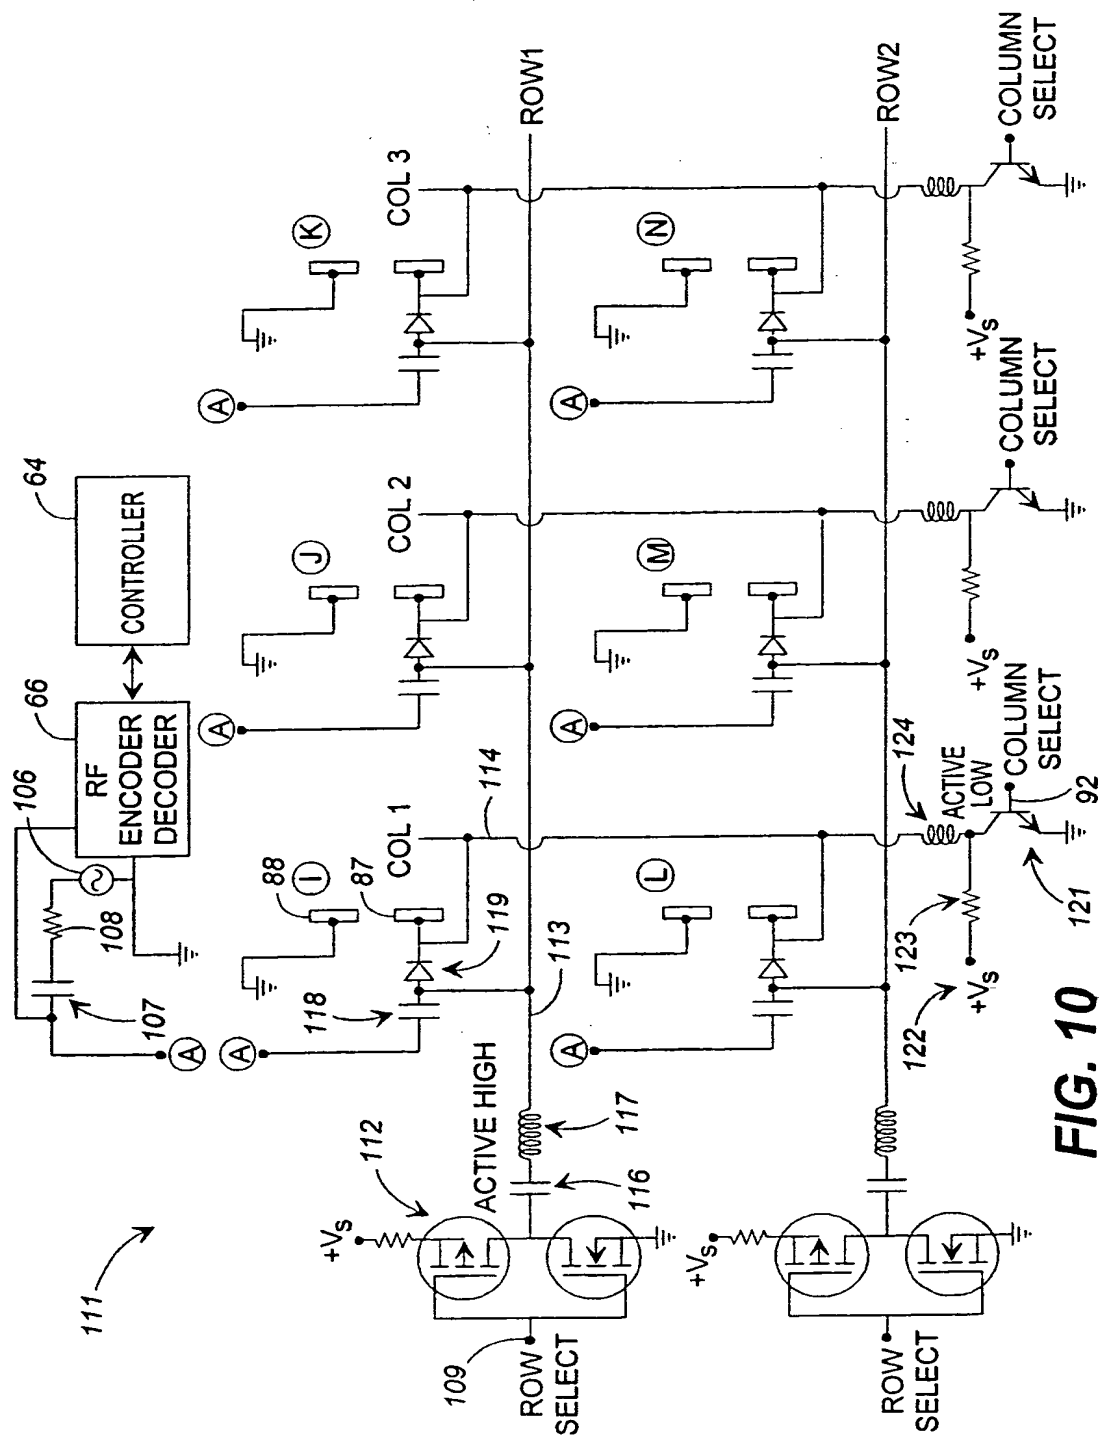 111
66
RF
ENCODER
DECODER
64
CONTROLLER
106
108
107
A
A
A
A
88
I
J
K
87
COL 1
COL 2
COL 3
118
119
114
113
ROW1
ACTIVE HIGH
112
+VS
116
117
109
ROW
SELECT
A
A
A
L
M
N
ROW2
+VS
ROW
SELECT
124
ACTIVE
LOW
COLUMN
SELECT
92
121
123
122
+VS
+VS
COLUMN
SELECT
+VS
COLUMN
SELECT
FIG. 10